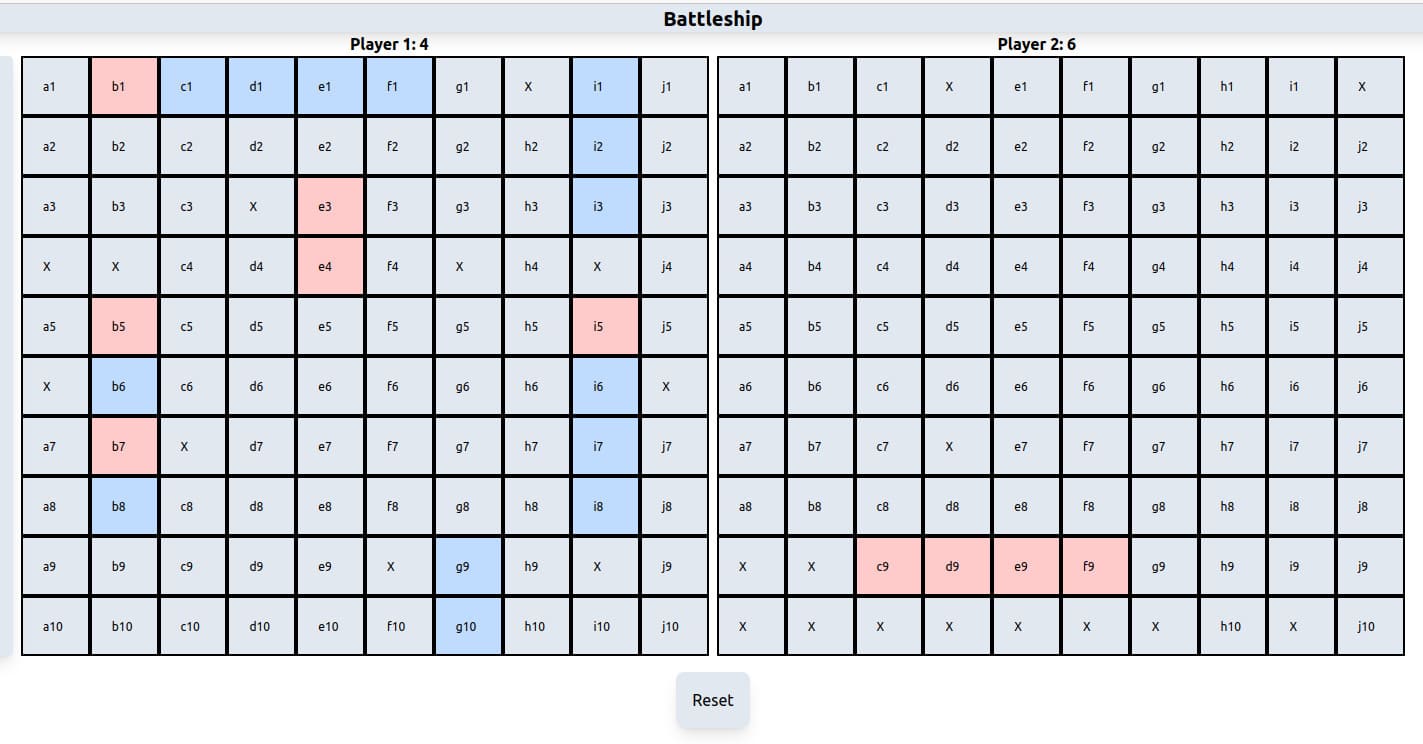 Battleship
Player 1: 4 Player 2: 6
a1 b1 c1 d1 e1 f1 g1 X i1 j1 a1 b1 c1 X e1 f1 g1 h1 i1 X
a2 b2 c2 d2 e2 f2 g2 h2 i2 j2 a2 b2 c2 d2 e2 f2 g2 h2 i2 j2
a3 b3 c3 X e3 f3 g3 h3 i3 j3 a3 b3 c3 d3 e3 f3 g3 h3 i3 j3
X X c4 d4 e4 f4 X h4 X j4 a4 b4 c4 d4 e4 f4 g4 h4 i4 j4
a5 b5 c5 d5 e5 f5 g5 h5 i5 j5 a5 b5 c5 d5 e5 f5 g5 h5 i5 j5
X b6 c6 d6 e6 f6 g6 h6 i6 X a6 b6 c6 d6 e6 f6 g6 h6 i6 j6
a7 b7 X d7 e7 f7 g7 h7 i7 j7 a7 b7 c7 X e7 f7 g7 h7 i7 j7
a8 b8 c8 d8 e8 f8 g8 h8 i8 j8 a8 b8 c8 d8 e8 f8 g8 h8 i8 j8
a9 b9 c9 d9 e9 X g9 h9 X j9 X X c9 d9 e9 f9 g9 h9 i9 j9
a10 b10 c10 d10 e10 f10 g10 h10 i10 j10 X X X X X X X h10 X j10
Reset